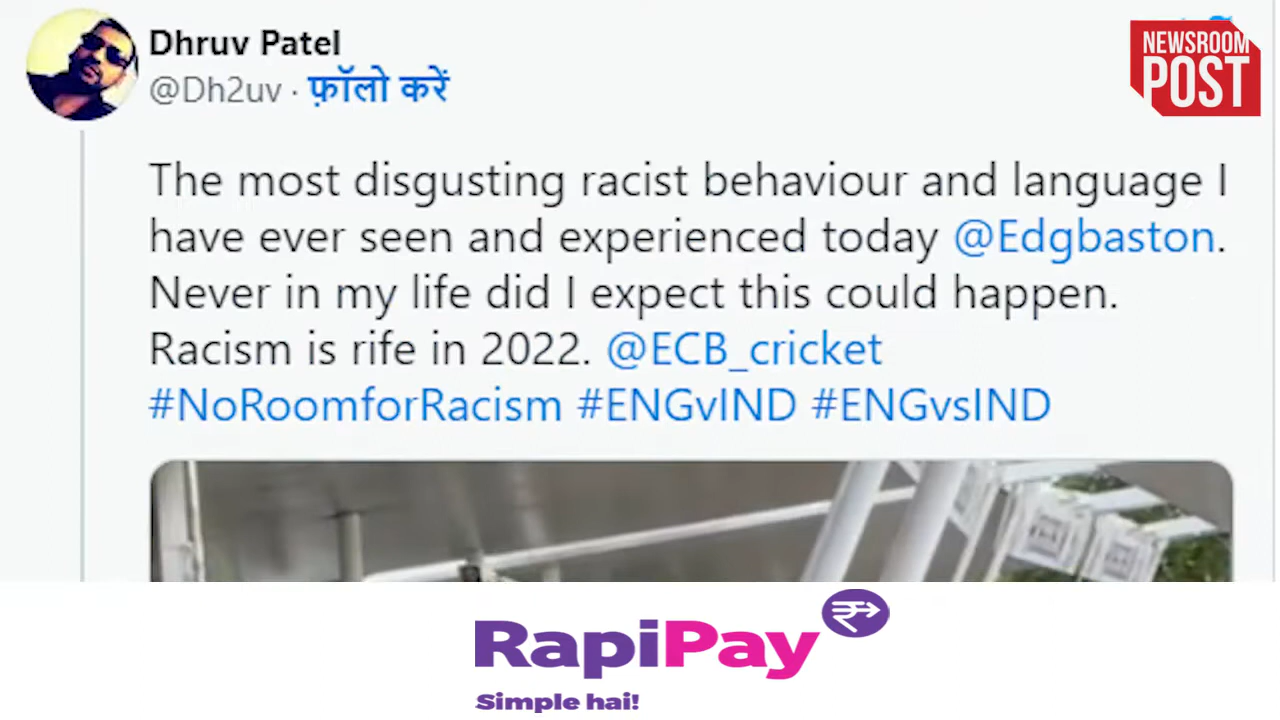 Dhruv Patel
@Dh2uv · फ़ॉलो करें
NEWSROOM
POST
The most disgusting racist behaviour and language I
have ever seen and experienced today @Edgbaston.
Never in my life did I expect this could happen.
Racism is rife in 2022. @ECB_cricket
#NoRoomforRacism #ENGvIND #ENGvsIND
RapiPay
Simple hai!